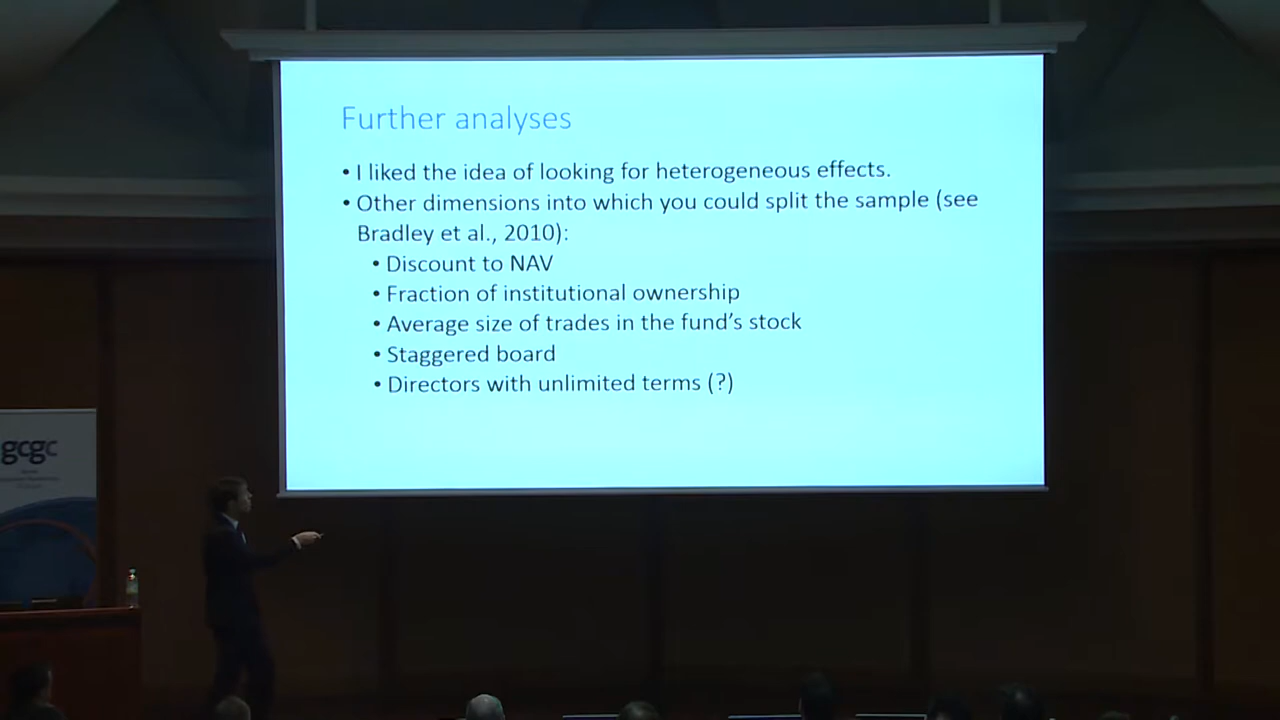 Further analyses
• I liked the idea of looking for heterogeneous effects.
• Other dimensions into which you could split the sample (see
Bradley et al., 2010):
• Discount to NAV
• Fraction of institutional ownership
• Average size of trades in the fund’s stock
• Staggered board
• Directors with unlimited terms (?)
gcgc